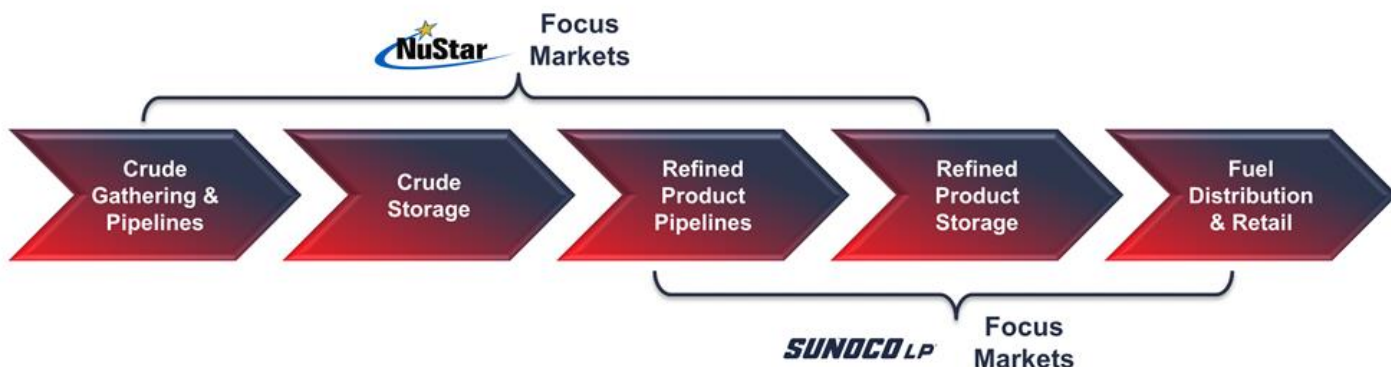 NuStar
Focus
Markets
Crude
Gathering &
Pipelines
Crude
Storage
Refined
Product
Pipelines
Refined
Product
Storage
Fuel
Distribution
& Retail
SUNOCO LP
Focus
Markets